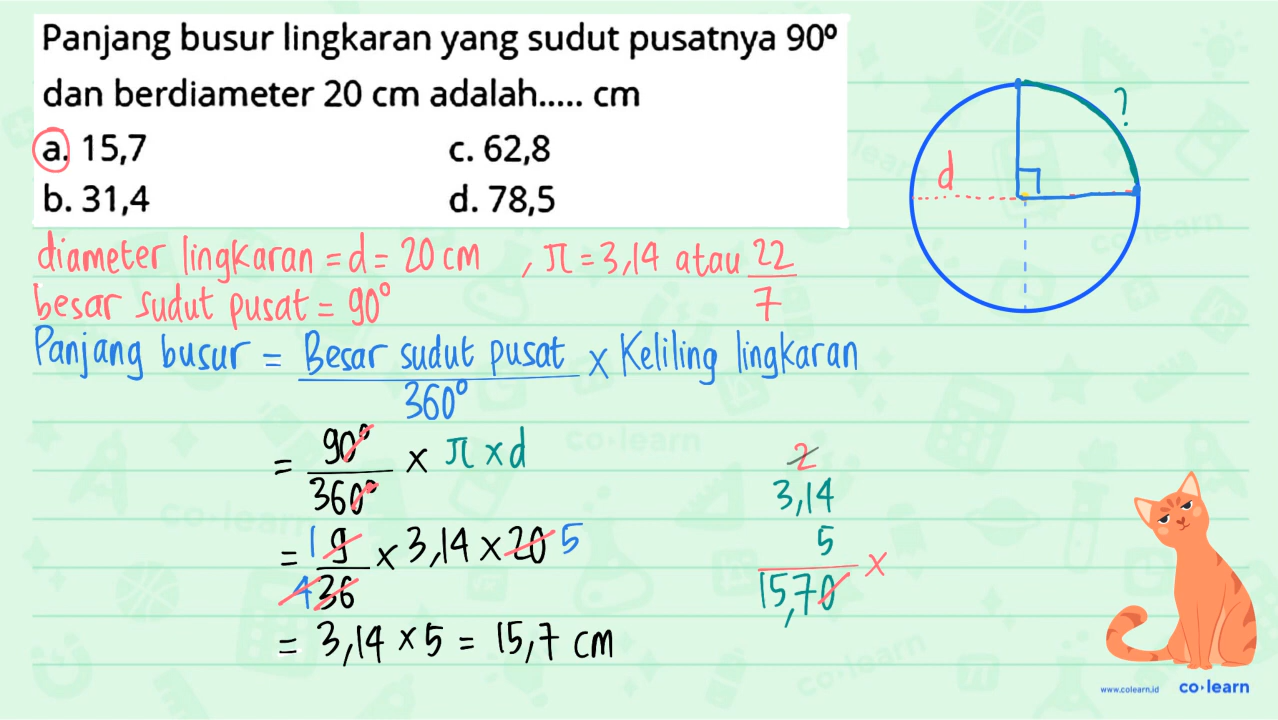 Panjang busur lingkaran yang sudut pusatnya 90°
dan berdiameter 20 cm adalah..... cm
a. 15,7
c. 62,8
b. 31,4
d. 78,5
?
d
diameter lingkaran = d = 20 cm , π = 3,14 atau 22/7
besar sudut pusat = 90°
Panjang busur = Besar sudut pusat/360° × Keliling lingkaran
= 90°/360° × π × d
= 1 9/4 36 × 3,14 × 20 5
= 3,14 × 5 = 15,7 cm
2
3,14
5
×
15,70
www.colearn.id co·learn